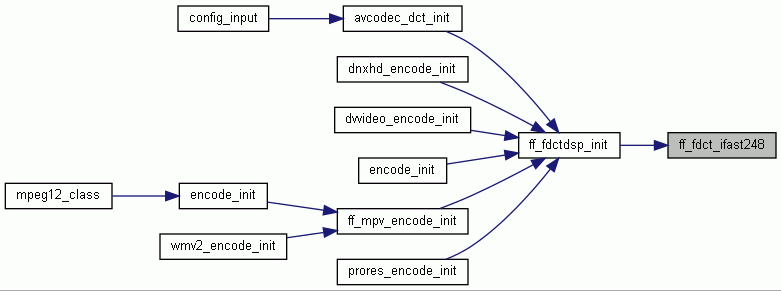 config_input
avcodec_dct_init
dnxhd_encode_init
dvvideo_encode_init
ff_fdctdsp_init
ff_fdct_ifast248
encode_init
mpeg12_class
encode_init
ff_mpv_encode_init
wmv2_encode_init
prores_encode_init